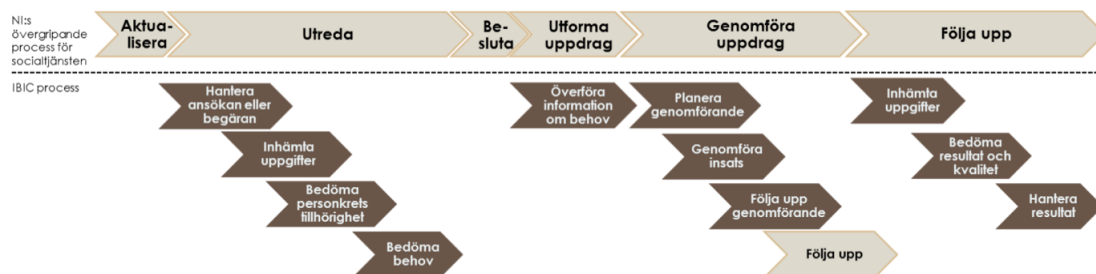 NI:s
övergripande
process för
socialtjänsten
Aktua-
lisera
Utreda
Be-
sluta
Utforma
uppdrag
Genomföra
uppdrag
Följa upp
IBIC process
Hantera
ansökan eller
begäran
Inhämta
uppgifter
Bedöma
personkrets
tillhörighet
Bedöma
behov
Överföra
information
om behov
Planera
genomförande
Genomföra
insats
Följa upp
genomförande
Följa upp
Inhämta
uppgifter
Bedöma
resultat och
kvalitet
Hantera
resultat